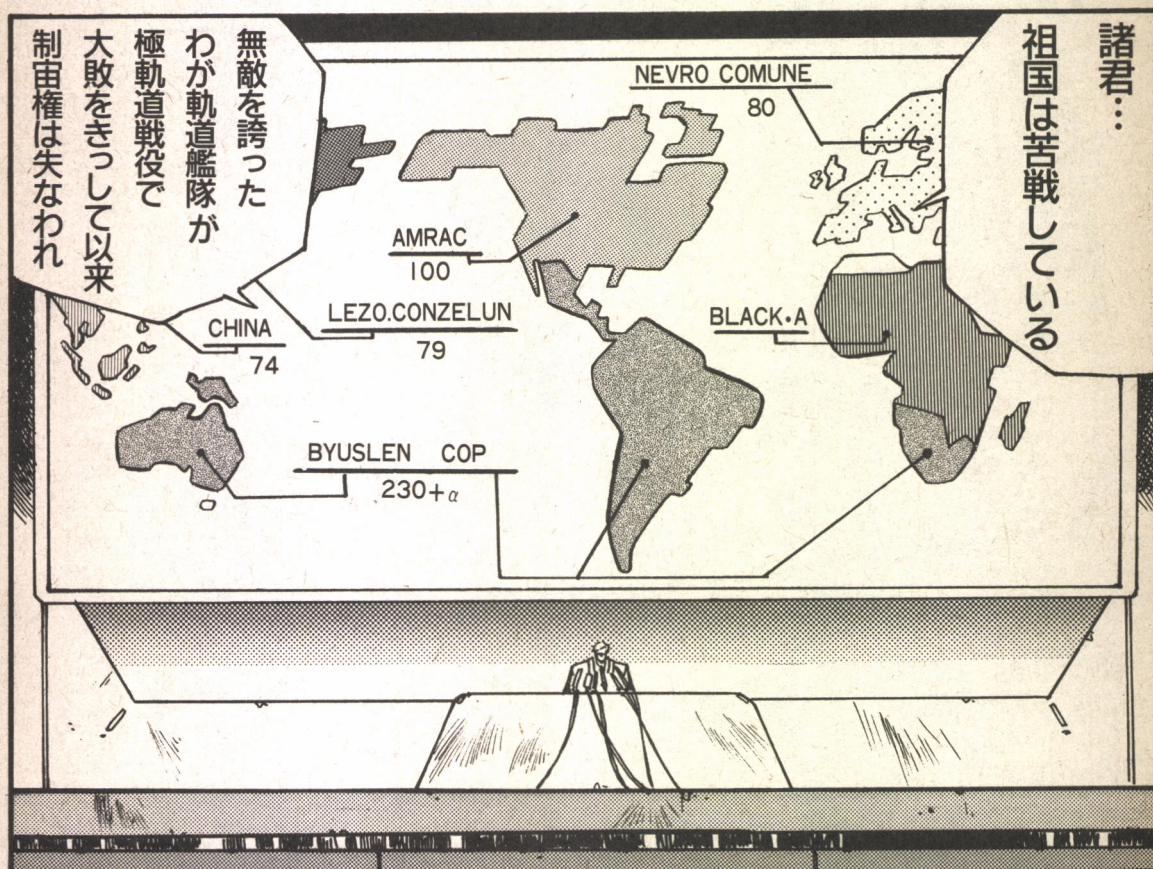 諸君…
祖国は苦戦している
無敵を誇った
わが軌道艦隊が
極軌道戦役で
大敗をきっして以来
制宙権は失なわれ
NEVRO COMUNE
80
AMRAC
100
LEZO.CONZELUN
79
BLACK・A
CHINA
74
BYUSLEN COP
230+α